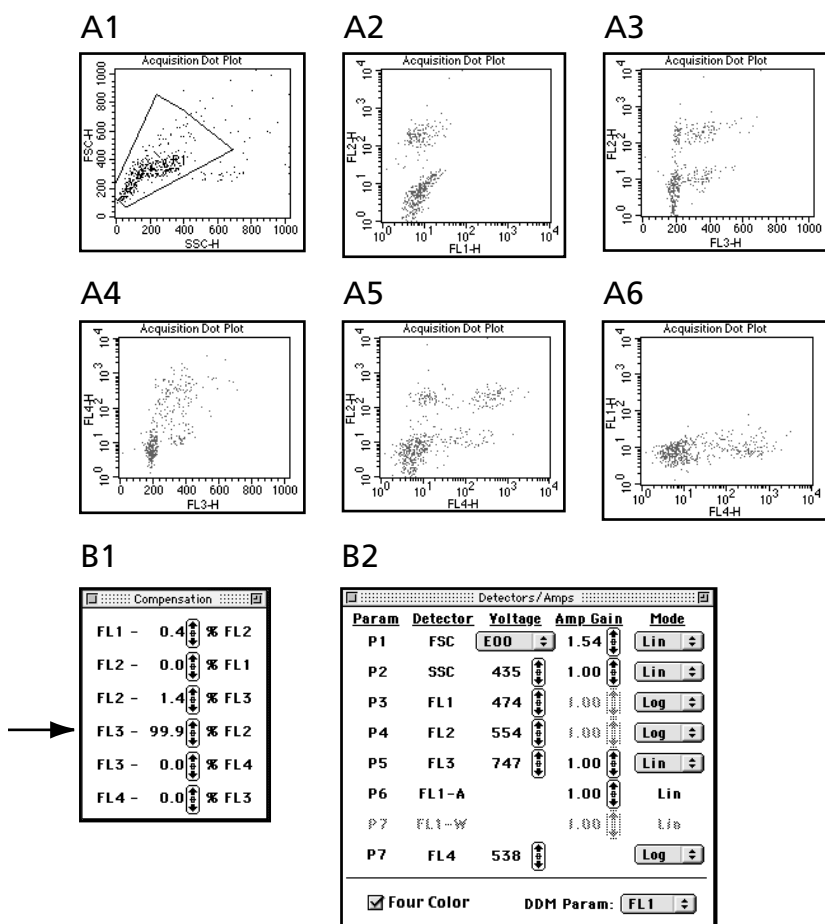 A1
A2
A3
Acquisition Dot Plot
Acquisition Dot Plot
Acquisition Dot Plot
FSC-H
0 200 400 600 800 1000
R1
0 200 400 600 800 1000
SSC-H
FL2-H
10^0 10^1 10^2 10^3 10^4
10^0 10^1 10^2 10^3 10^4
FL1-H
FL2-H
10^0 10^1 10^2 10^3 10^4
0 200 400 600 800 1000
FL3-H
A4
A5
A6
Acquisition Dot Plot
Acquisition Dot Plot
Acquisition Dot Plot
FL4-H
10^0 10^1 10^2 10^3 10^4
0 200 400 600 800 1000
FL3-H
FL2-H
10^0 10^1 10^2 10^3 10^4
10^0 10^1 10^2 10^3 10^4
FL4-H
FL1-H
10^0 10^1 10^2 10^3 10^4
10^0 10^1 10^2 10^3 10^4
FL4-H
B1
Compensation
FL1 - 0.4 % FL2
FL2 - 0.0 % FL1
FL2 - 1.4 % FL3
FL3 - 99.9 % FL2
FL3 - 0.0 % FL4
FL4 - 0.0 % FL3
B2
Detectors/Amps
Param Detector Voltage Amp Gain Mode
P1 FSC E00 1.54 Lin
P2 SSC 435 1.00 Lin
P3 FL1 474 1.00 Log
P4 FL2 554 1.00 Log
P5 FL3 747 1.00 Lin
P6 FL1-A 1.00 Lin
P7 FL1-W 1.00 Lin
P7 FL4 538 Log
Four Color DDM Param: FL1